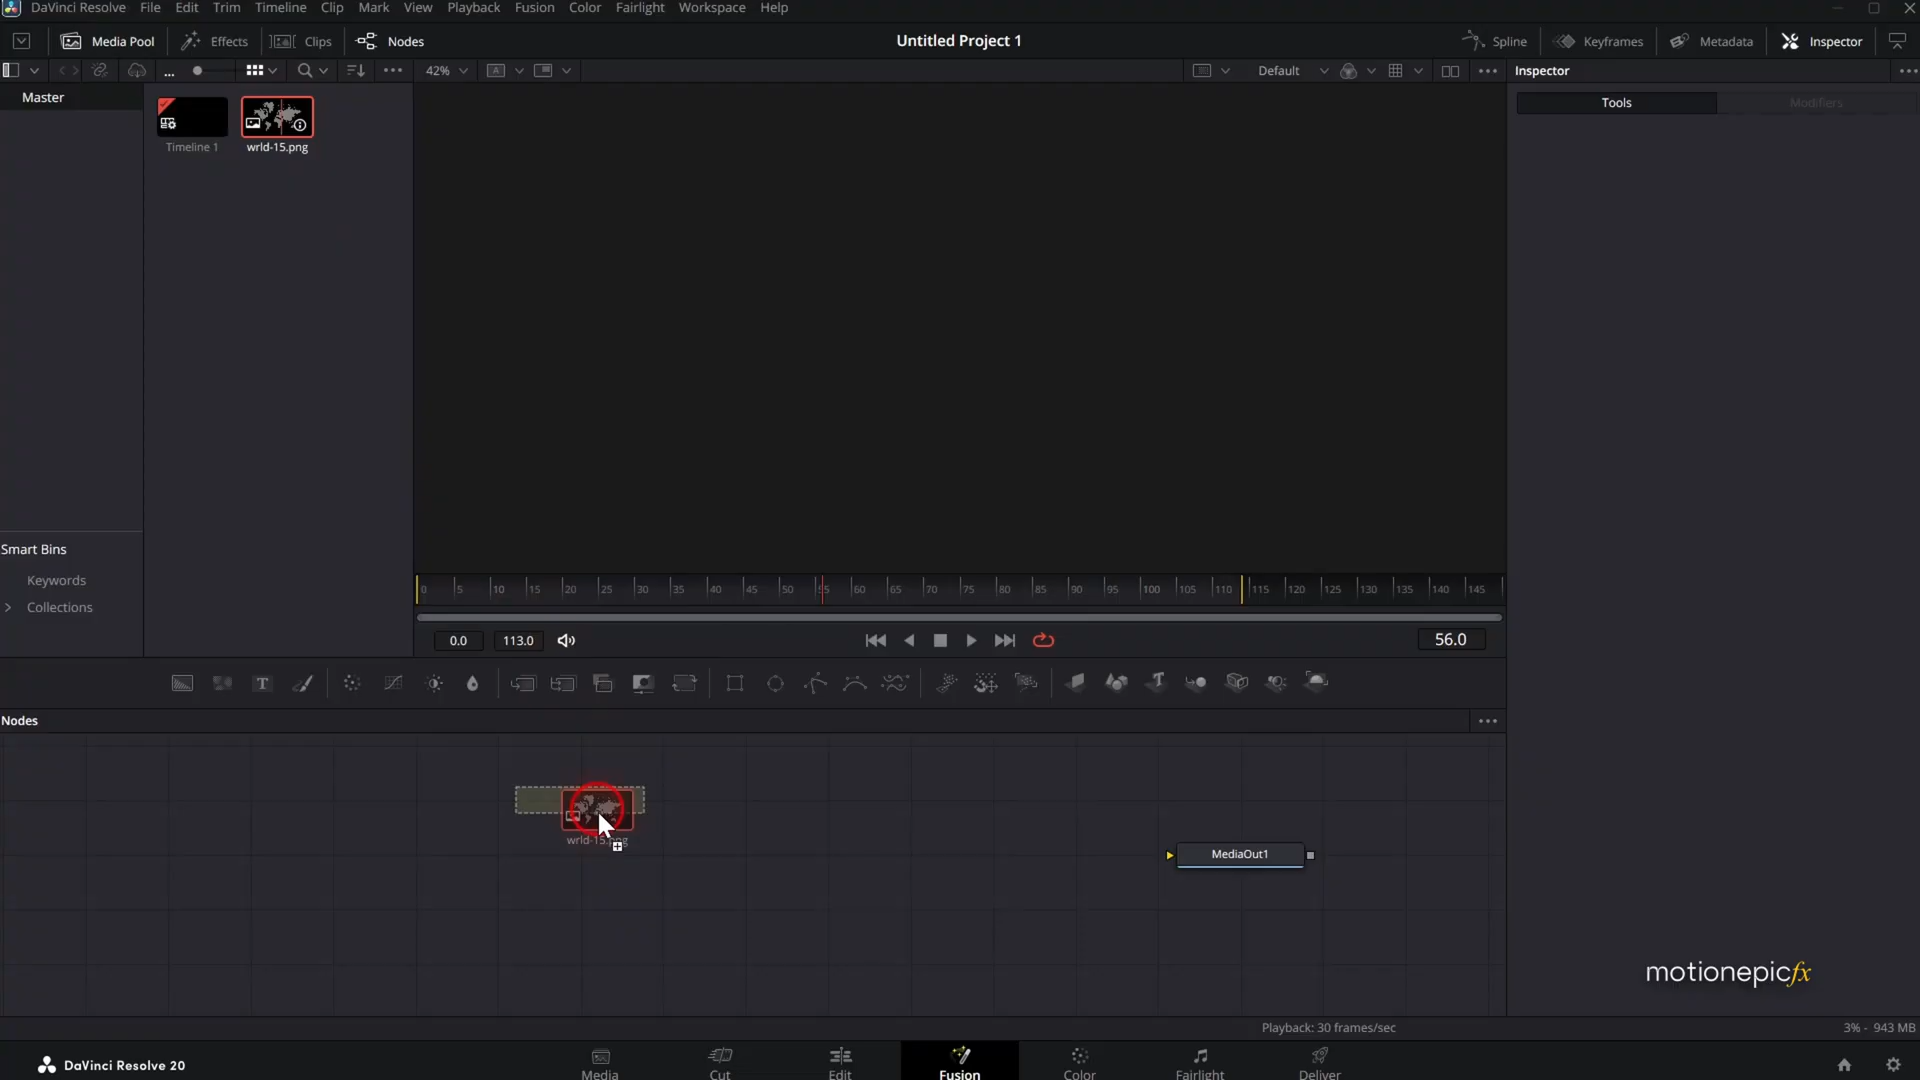 DaVinci Resolve File Edit Trim Timeline Clip Mark View Playback Fusion Color Fairlight Workspace Help
Media Pool Effects Clips Nodes Untitled Project 1 Spline Keyframes Metadata Inspector
... 42% A Default Inspector
Master
Tools Modifiers
Timeline 1 wrld-15.png
Smart Bins
Keywords
Collections
0 5 10 15 20 25 30 35 40 45 50 55 60 65 70 75 80 85 90 95 100 105 110 115 120 125 130 135 140 145
0.0 113.0 56.0
T
Nodes
wrld-15.png
MediaOut1
motionepicfx
Playback: 30 frames/sec 3% - 943 MB
DaVinci Resolve 20 Media Cut Edit Fusion Color Fairlight Deliver